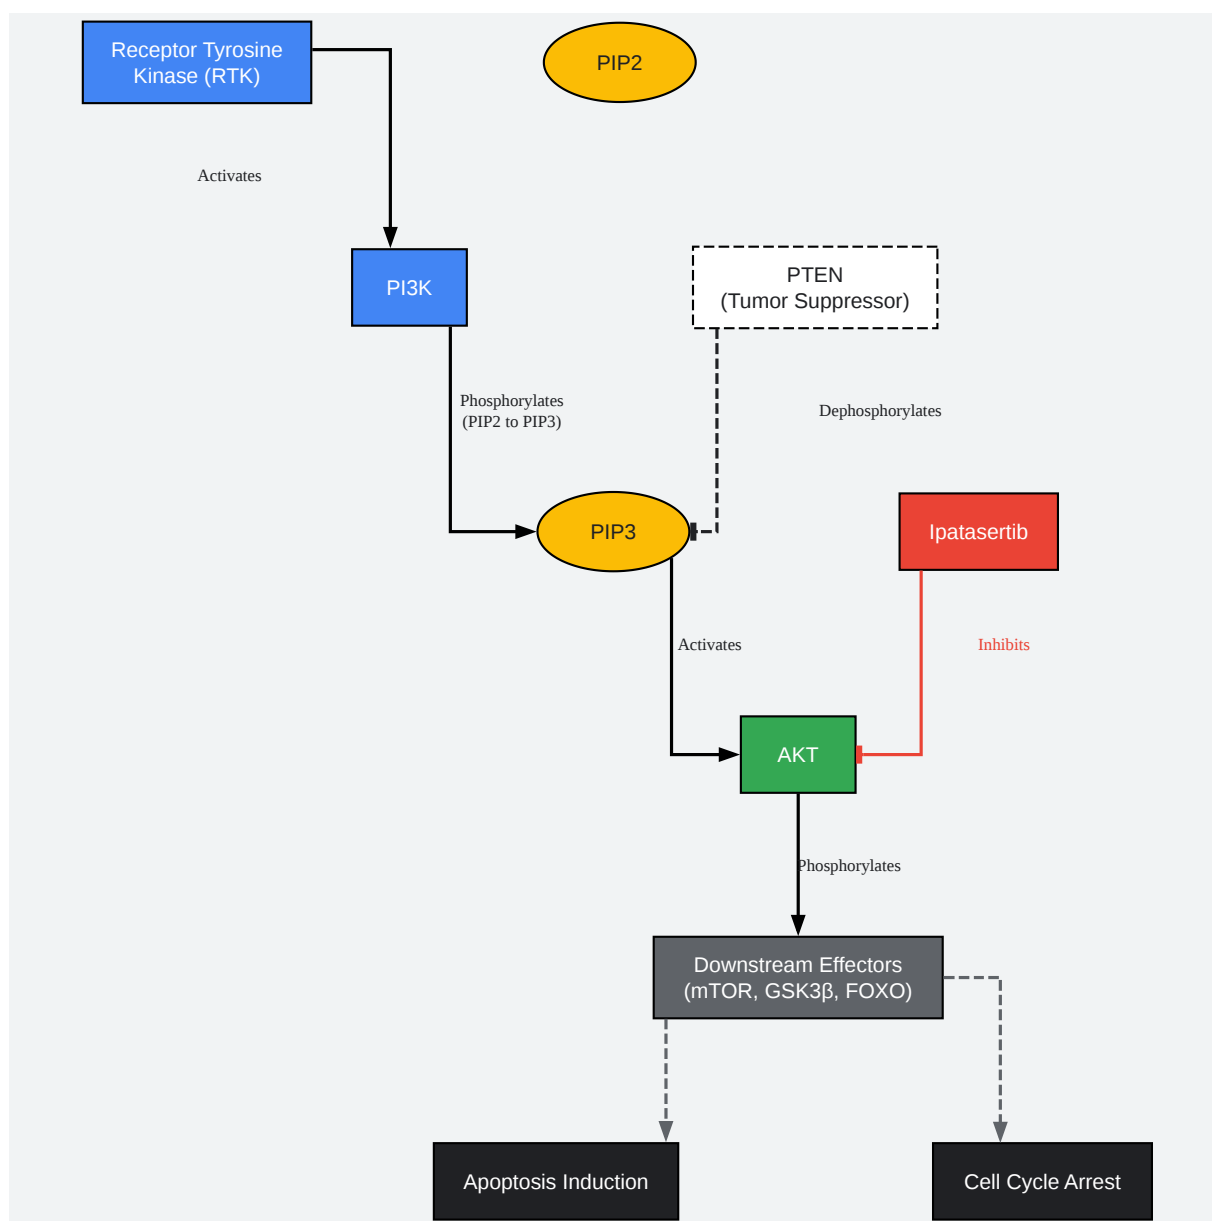 Receptor Tyrosine
Kinase (RTK)
PIP2
Activates
PI3K
PTEN
(Tumor Suppressor)
Phosphorylates
(PIP2 to PIP3)
Dephosphorylates
PIP3
Ipatasertib
Activates
Inhibits
AKT
Phosphorylates
Downstream Effectors
(mTOR, GSK3β, FOXO)
Apoptosis Induction
Cell Cycle Arrest